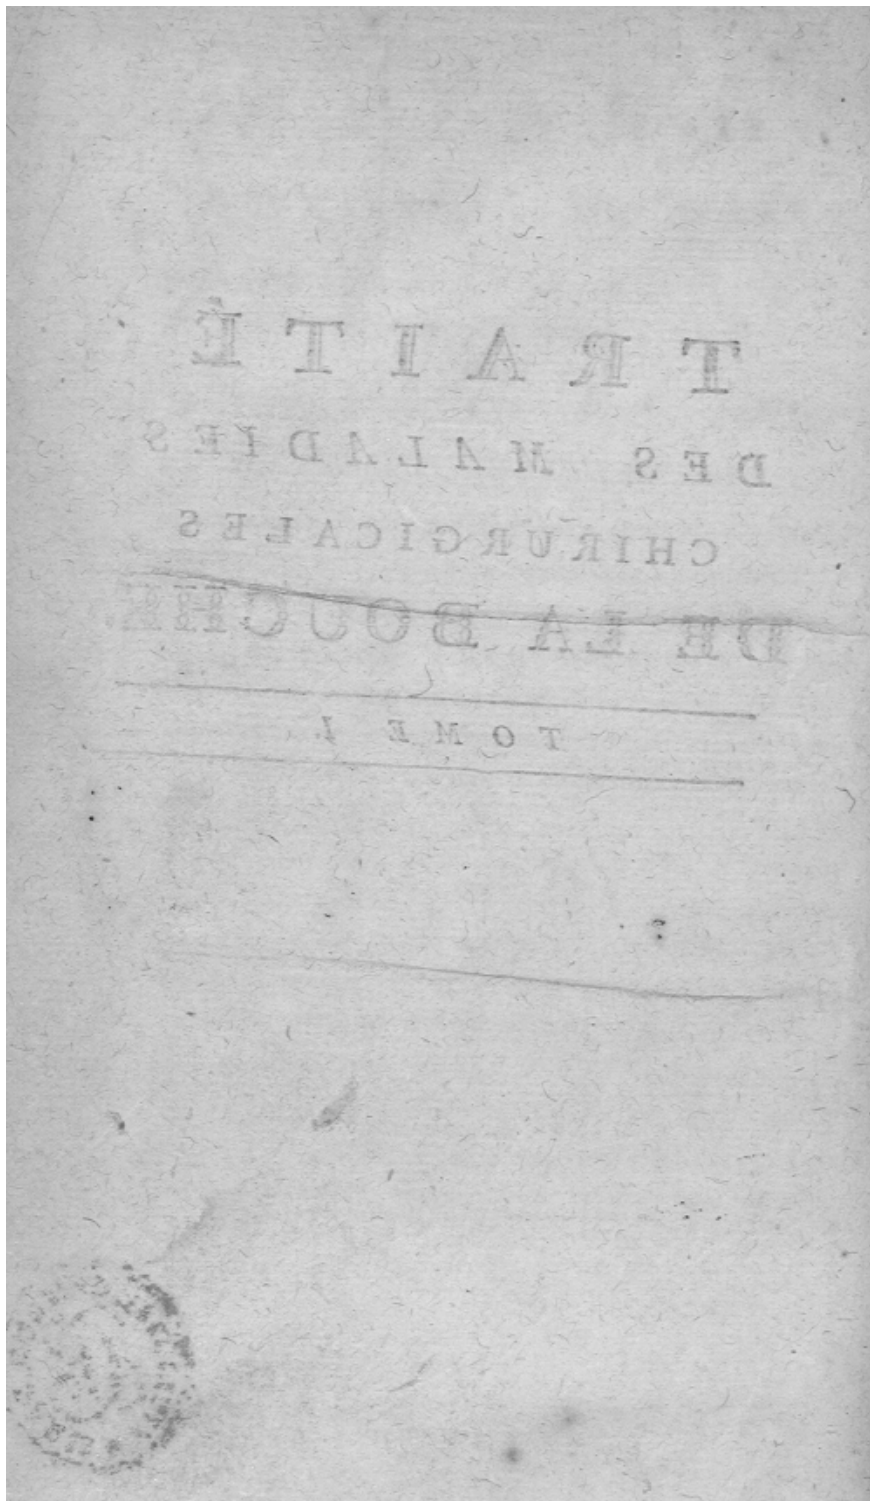 TRAITÉ
DES MALADIES
CHIRURGICALES
DE LA BOUCHE.
TOME I.